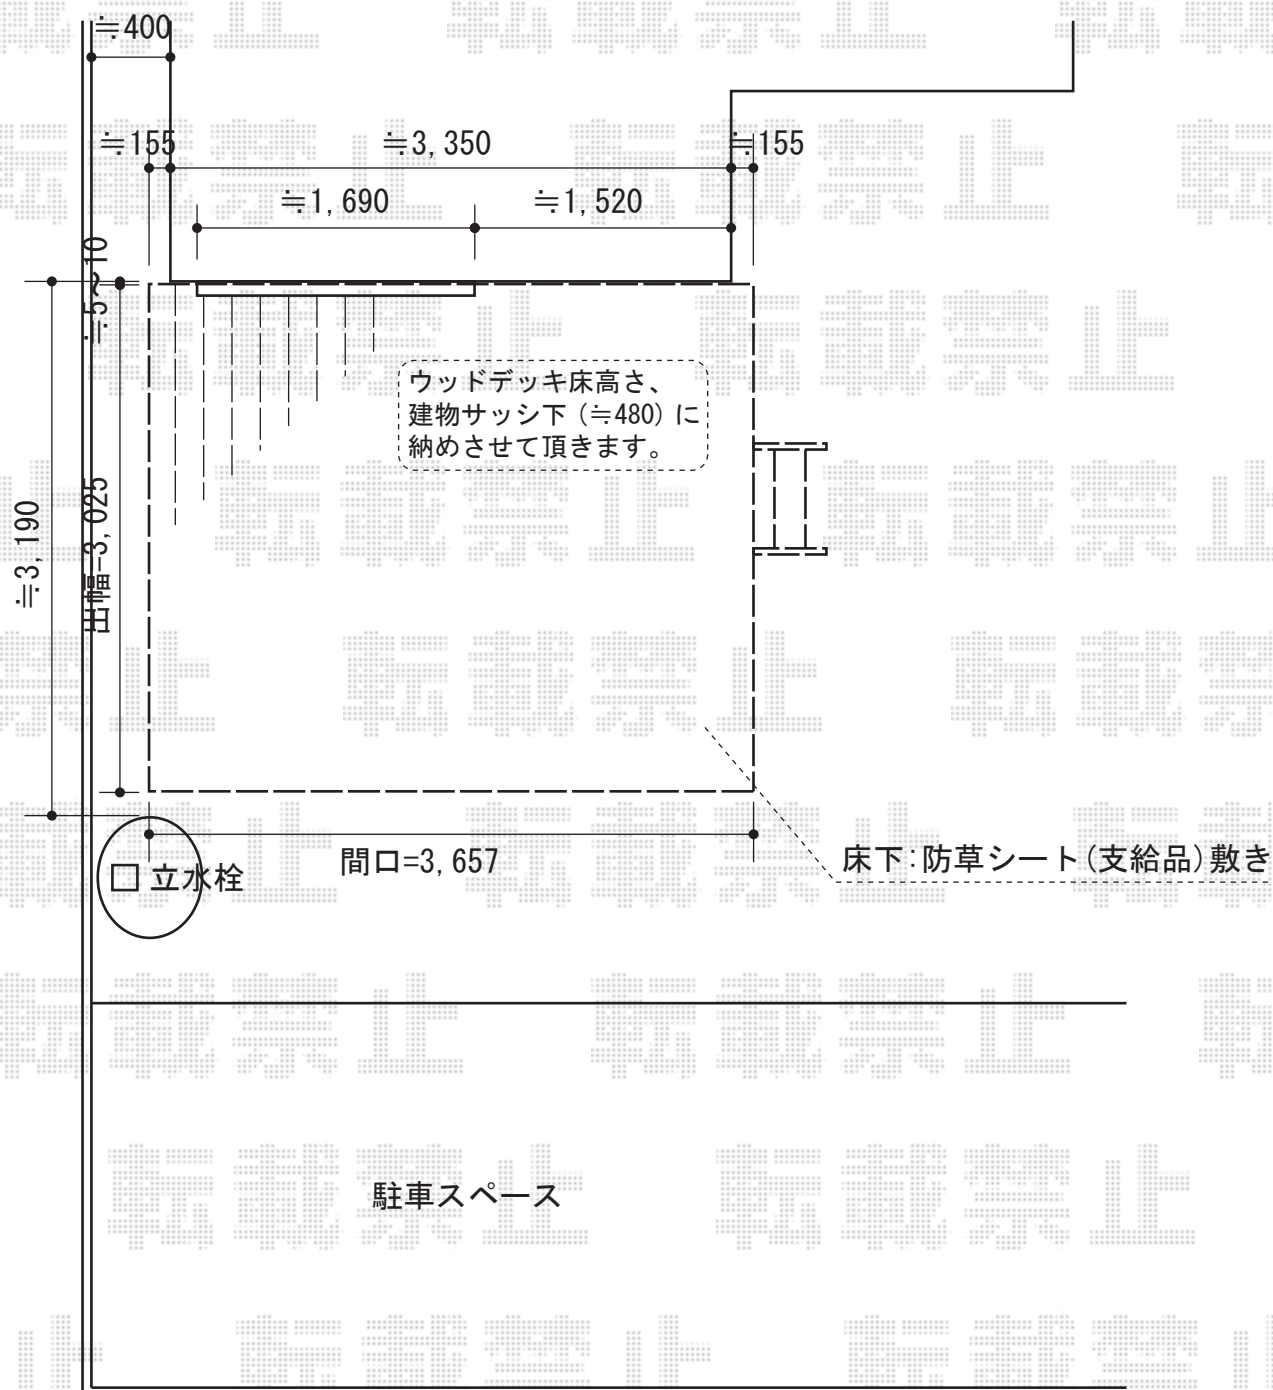 ≒400
≒155
≒3,350
≒155
≒1,690
≒1,520
≒5〜10
ウッドデッキ床高さ、
建物サッシ下(≒480)に
納めさせて頂きます。
≒3,190
出幅=3,025
間口=3,657
立水栓
床下:防草シート(支給品)敷き
駐車スペース
転載禁止